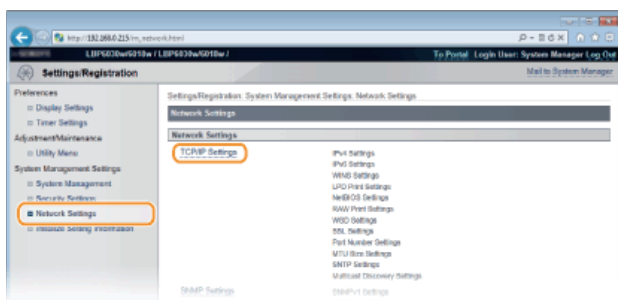 http://192.168.0.215/m_network.html
LBP6030w/6018w / LBP6030w/6018w /
To Portal Login User: System Manager Log Out
Settings/Registration
Mail to System Manager
Preferences
Display Settings
Timer Settings
Adjustment/Maintenance
Utility Menu
System Management Settings
System Management
Security Settings
Network Settings
Initialize Setting Information
Settings/Registration: System Management Settings: Network Settings
Network Settings
Network Settings
TCP/IP Settings
IPv4 Settings
IPv6 Settings
WINS Settings
LPD Print Settings
NetBIOS Settings
RAW Print Settings
WSD Settings
SSL Settings
Port Number Settings
MTU Size Settings
SNTP Settings
Multicast Discovery Settings
SNMP Settings
SNMPv1 Settings